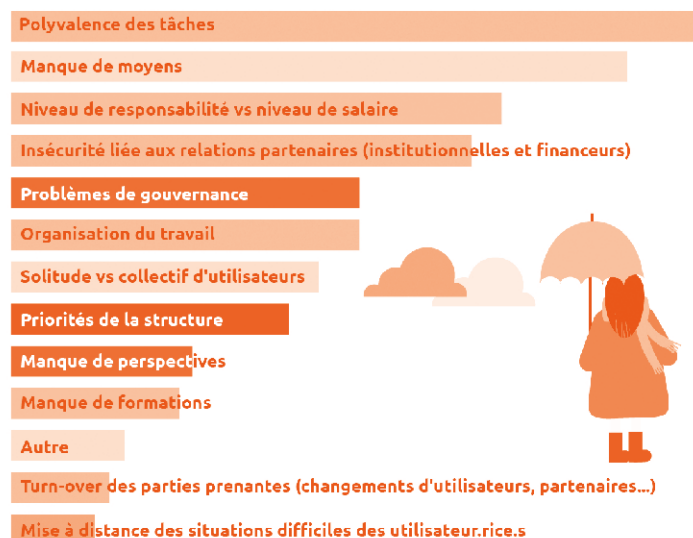 Polyvalence des tâches
Manque de moyens
Niveau de responsabilité vs niveau de salaire
Insécurité liée aux relations partenaires (institutionnelles et financeurs)
Problèmes de gouvernance
Organisation du travail
Solitude vs collectif d'utilisateurs
Priorités de la structure
Manque de perspectives
Manque de formations
Autre
Turn-over des parties prenantes (changements d'utilisateurs, partenaires...)
Mise à distance des situations difficiles des utilisateur.rice.s